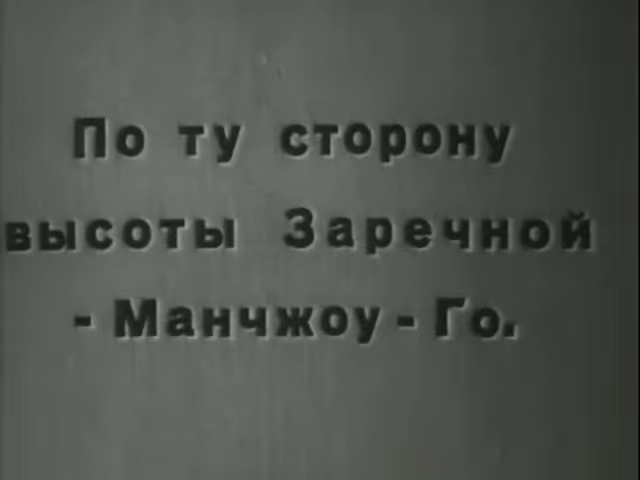 По ту сторону
высоты Заречной
- Манчжоу - Го.